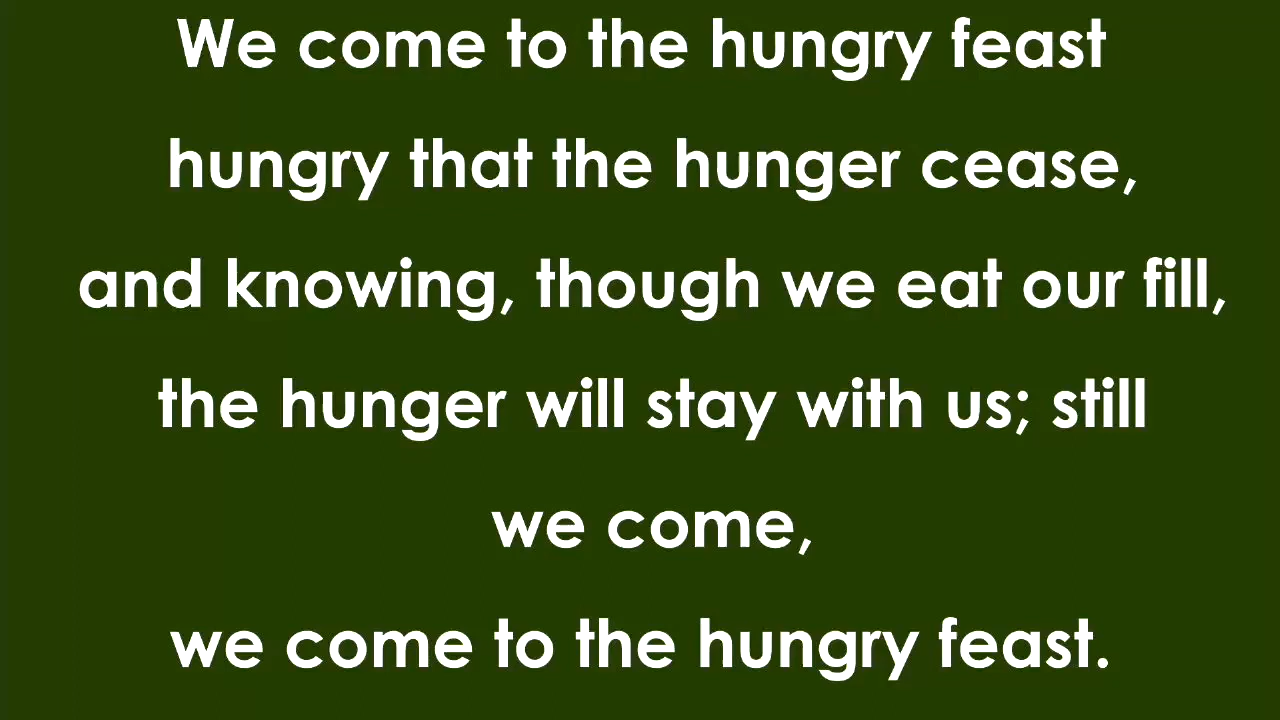 We come to the hungry feast
hungry that the hunger cease,
and knowing, though we eat our fill,
the hunger will stay with us; still
we come,
we come to the hungry feast.